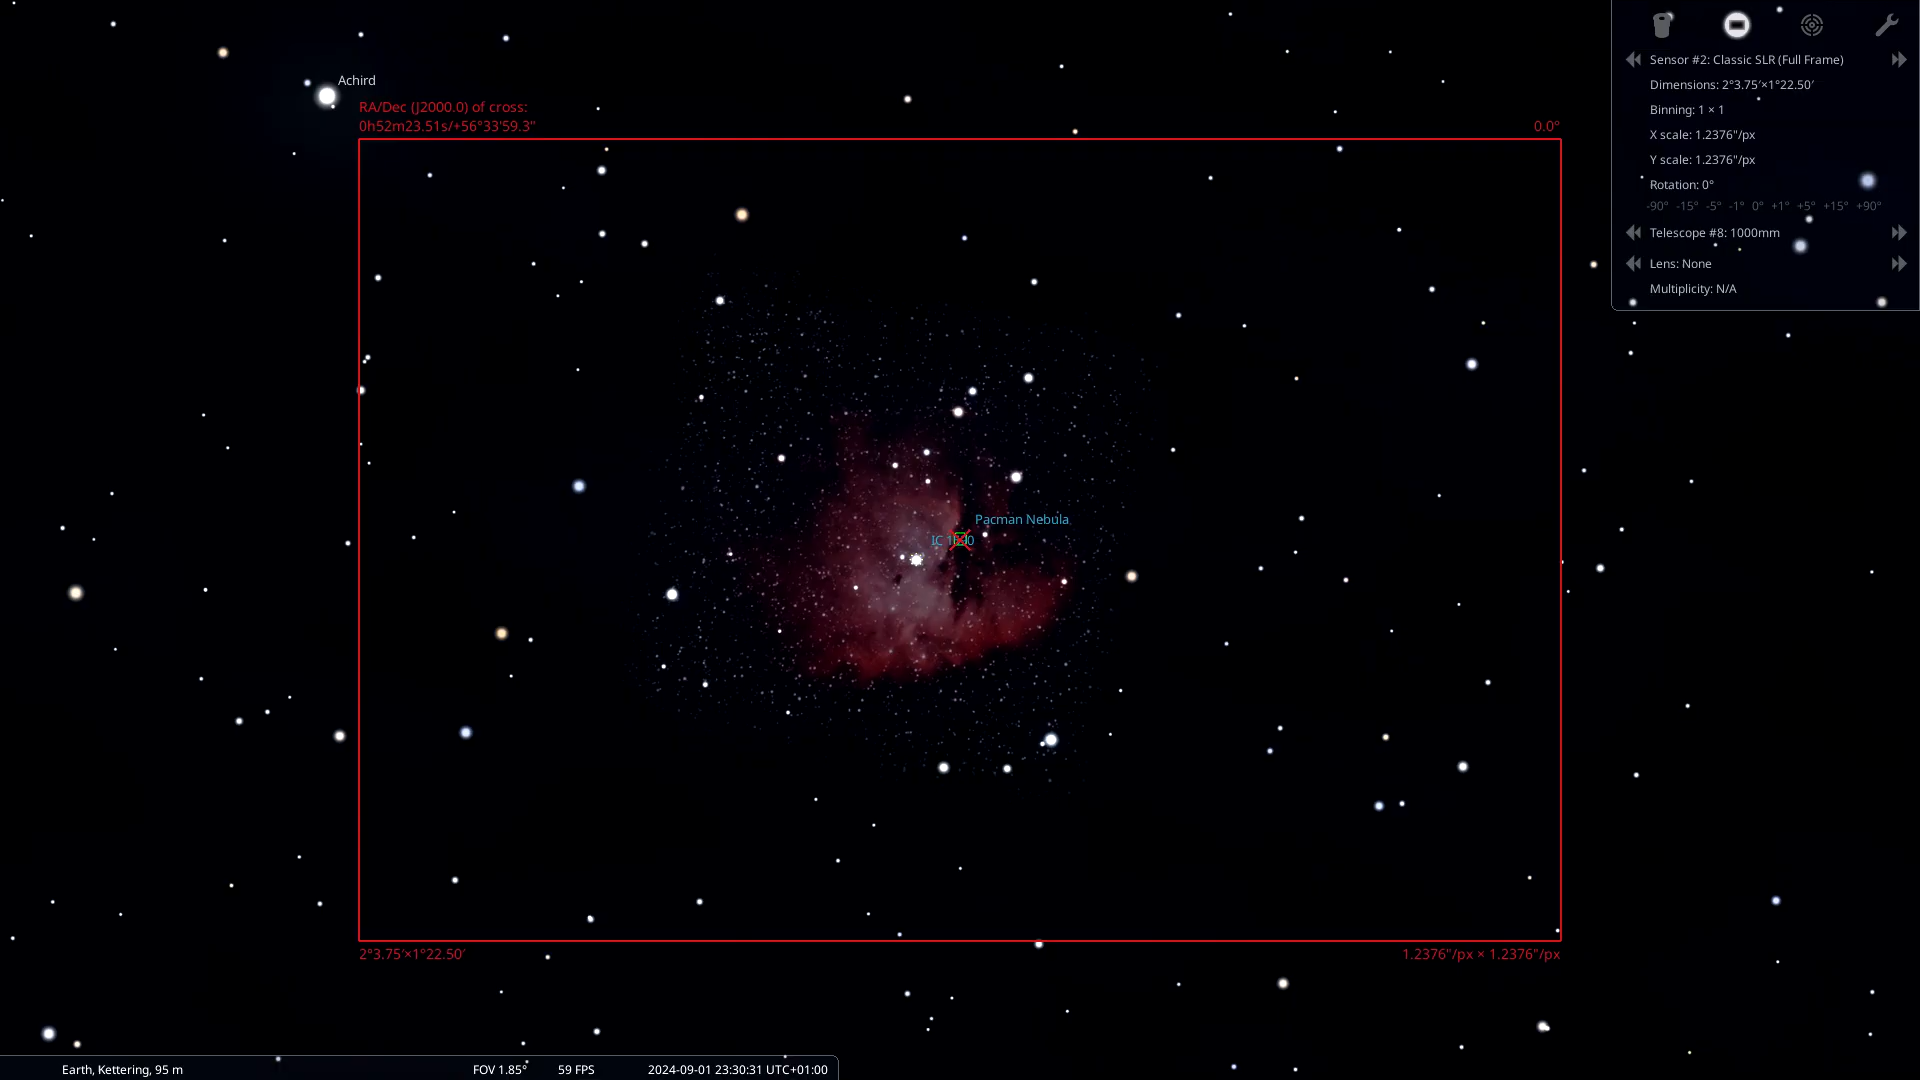 Achird
RA/Dec (J2000.0) of cross:
0h52m23.51s/+56°33'59.3"
0.0°
Sensor #2: Classic SLR (Full Frame)
Dimensions: 2°3.75′×1°22.50′
Binning: 1 × 1
X scale: 1.2376"/px
Y scale: 1.2376"/px
Rotation: 0°
-90° -15° -5° -1° 0° +1° +5° +15° +90°
Telescope #8: 1000mm
Lens: None
Multiplicity: N/A
Pacman Nebula
IC
2°3.75′×1°22.50′
1.2376"/px × 1.2376"/px
Earth, Kettering, 95 m
FOV 1.85°
59 FPS
2024-09-01 23:30:31 UTC+01:00